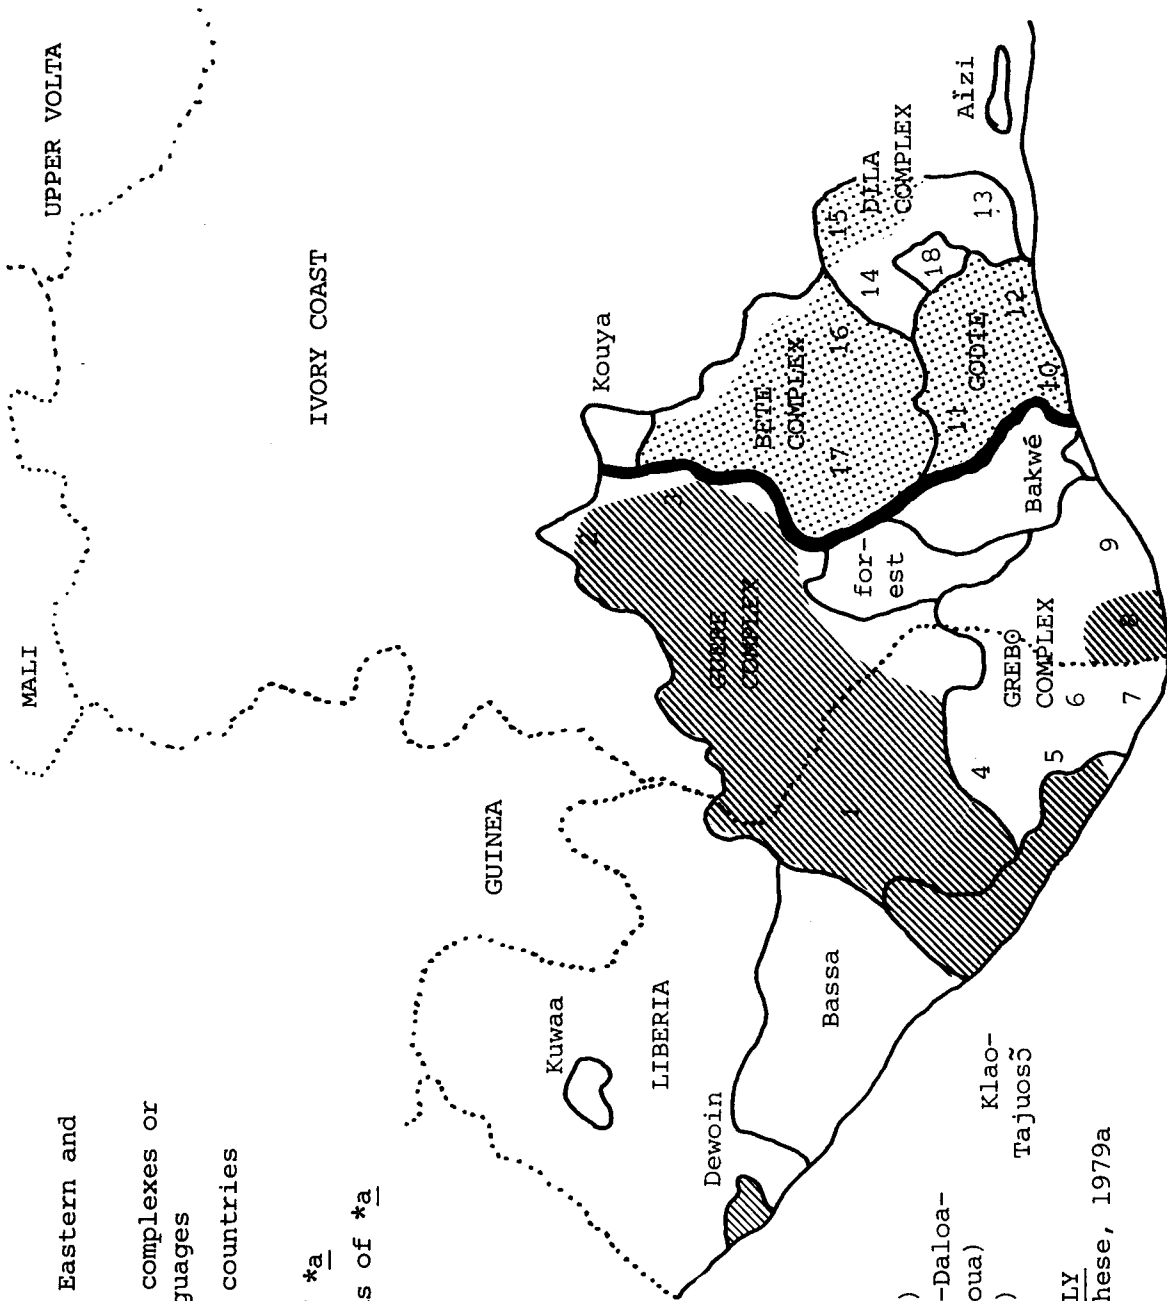 Eastern and
complexes or
guages
countries
*a
s of *a
UPPER VOLTA
MALI
IVORY COAST
GUINEA
Kuwaa
LIBERIA
Dewoin
Bassa
Klao-
Tajuosɔ̃
Kouya
BETE
COMPLEX
DIDA
COMPLEX
Aïzi
GODIE
GUERE
COMPLEX
for-
est
Bakwé
GREBO
COMPLEX
1
2
3
4
5
6
7
8
9
10
11
12
13
14
15
16
17
18
)
-Daloa-
oua)
)
LY
hese, 1979a